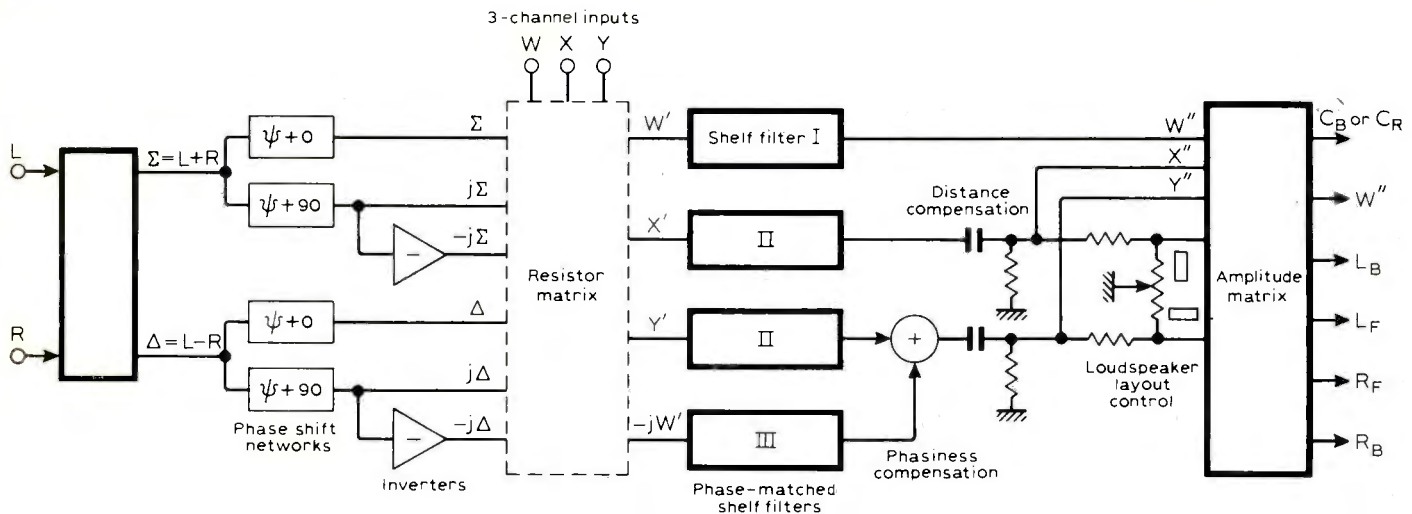 3-channel inputs
W X Y
L
R
Σ=L+R
Δ=L−R
ψ+0
ψ+90
ψ+0
ψ+90
Phase shift
networks
−
−
inverters
Σ
jΣ
−jΣ
Δ
jΔ
−jΔ
Resistor
matrix
W'
X'
Y'
−jW'
Shelf filter I
II
II
III
Phase-matched
shelf filters
Distance
compensation
+
Phasiness
compensation
W"
X"
Y"
Loudspeaker
layout
control
Amplitude
matrix
CB or CR
W"
LB
LF
RF
RB